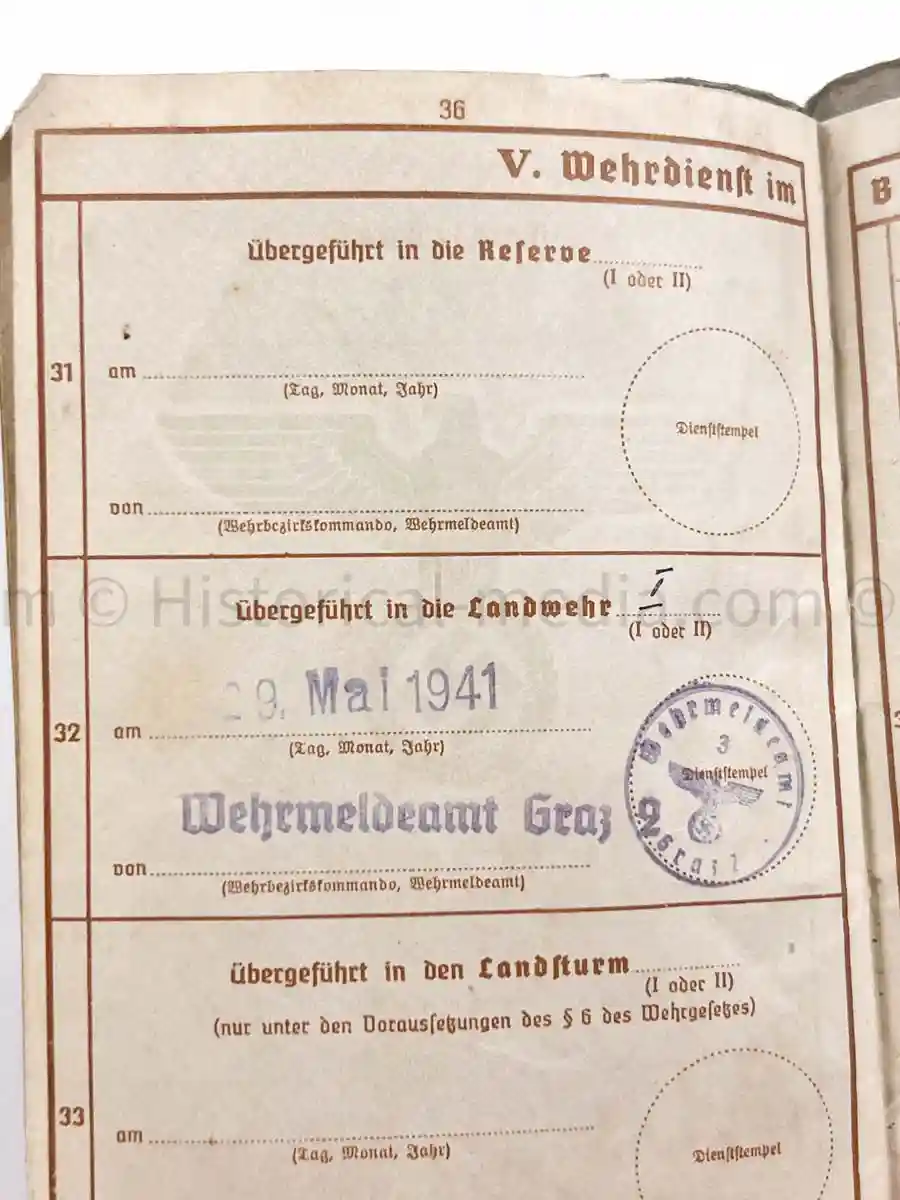 36
V. Wehrdienst im
B
31
Übergeführt in die Reserve
(I oder II)
am
(Tag, Monat, Jahr)
Dienststempel
von
(Wehrbezirkskommando, Wehrmeldeamt)
m © Historical-media.com ©
32
Übergeführt in die Landwehr I
(I oder II)
29. Mai 1941
am
(Tag, Monat, Jahr)
Wehrmeldeamt
3
Dienststempel
Graz
Wehrmeldeamt Graz
von
(Wehrbezirkskommando, Wehrmeldeamt)
33
Übergeführt in den Landsturm
(I oder II)
(nur unter den Voraussetzungen des § 6 des Wehrgesetzes)
am
(Tag, Monat, Jahr)
Dienststempel